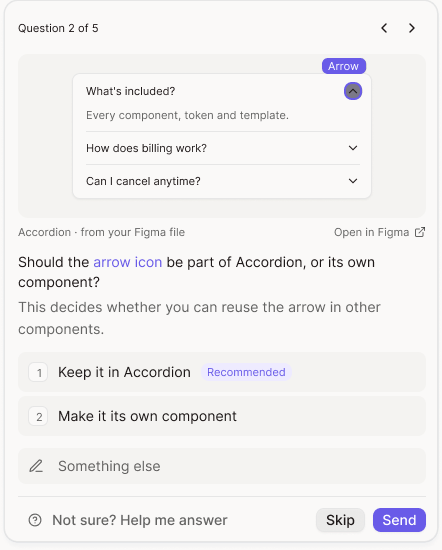 Question 2 of 5
Arrow
What's included?
Every component, token and template.
How does billing work?
Can I cancel anytime?
Accordion · from your Figma file
Open in Figma
Should the arrow icon be part of Accordion, or its own
component?
This decides whether you can reuse the arrow in other
components.
1 Keep it in Accordion Recommended
2 Make it its own component
Something else
Not sure? Help me answer
Skip
Send